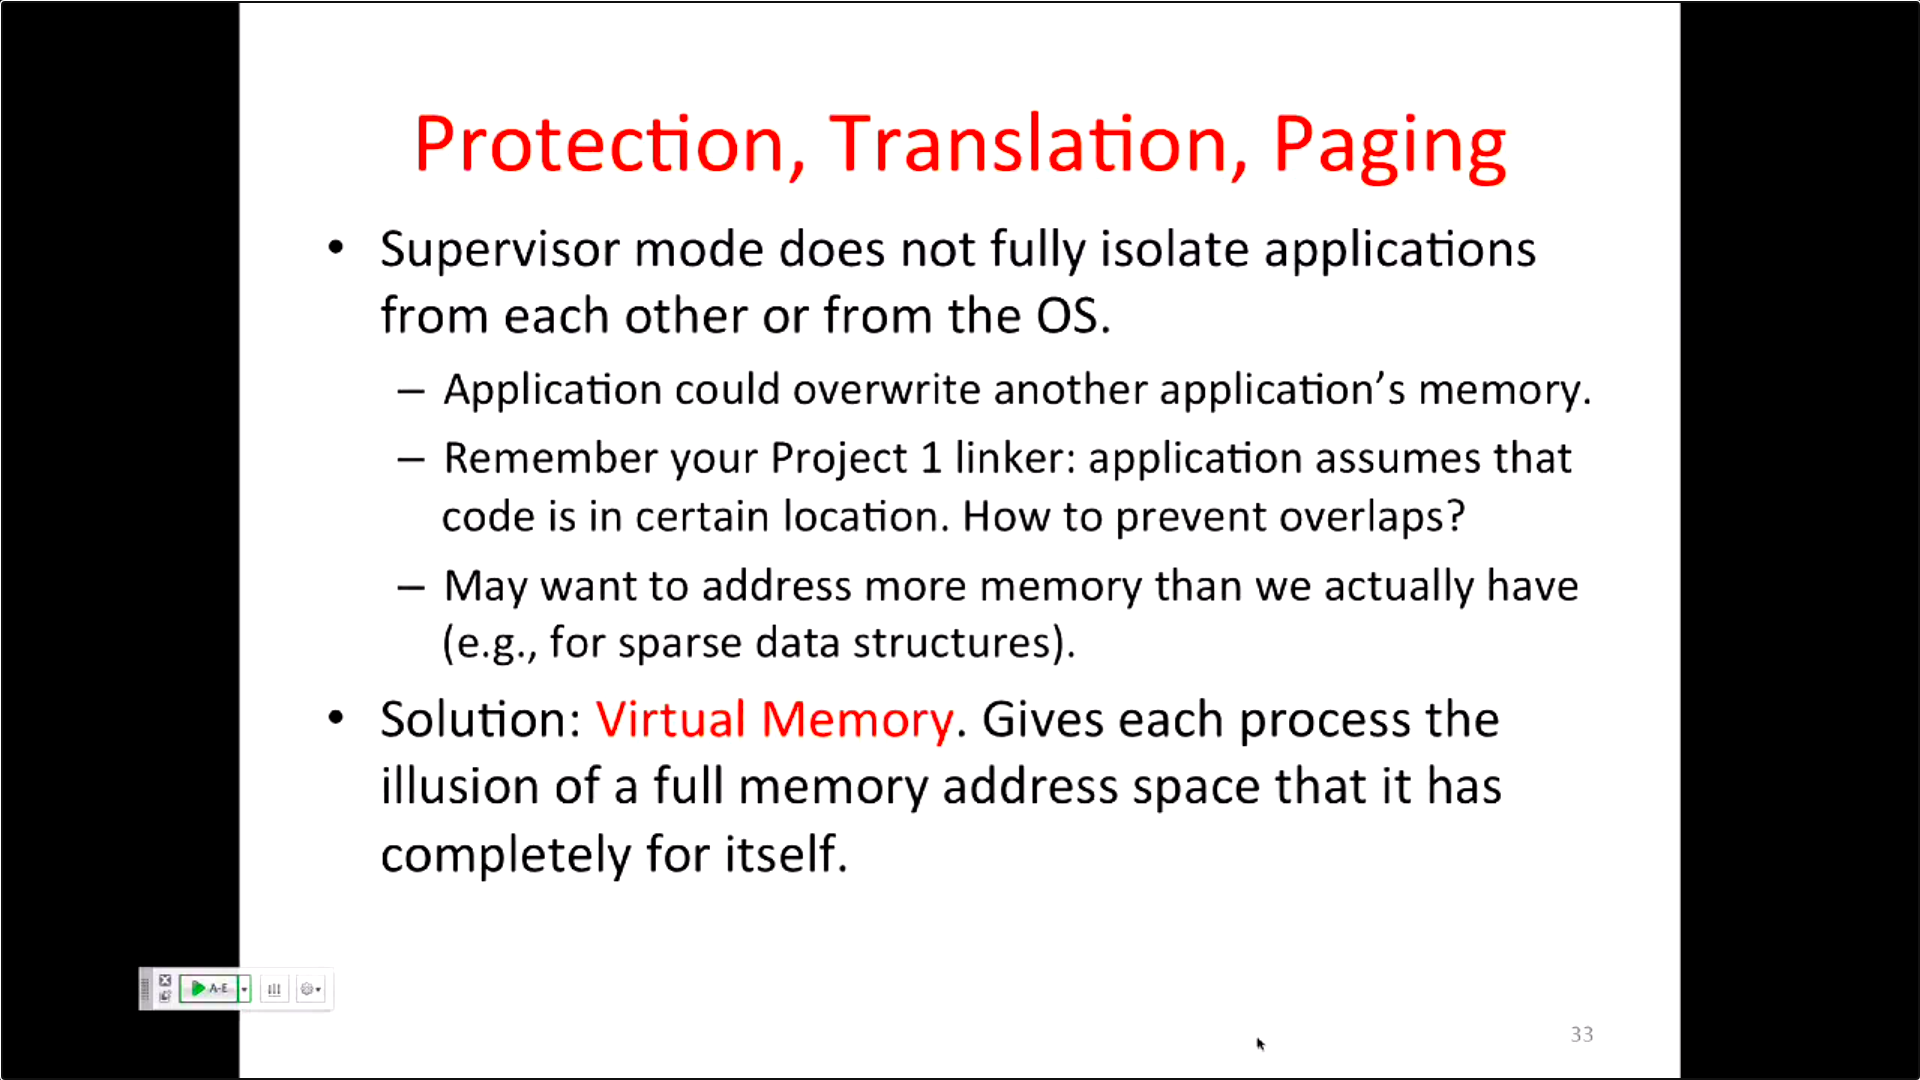 Protection, Translation, Paging
• Supervisor mode does not fully isolate applications
from each other or from the OS.
– Application could overwrite another application’s memory.
– Remember your Project 1 linker: application assumes that
code is in certain location. How to prevent overlaps?
– May want to address more memory than we actually have
(e.g., for sparse data structures).
• Solution: Virtual Memory. Gives each process the
illusion of a full memory address space that it has
completely for itself.
A-E
33